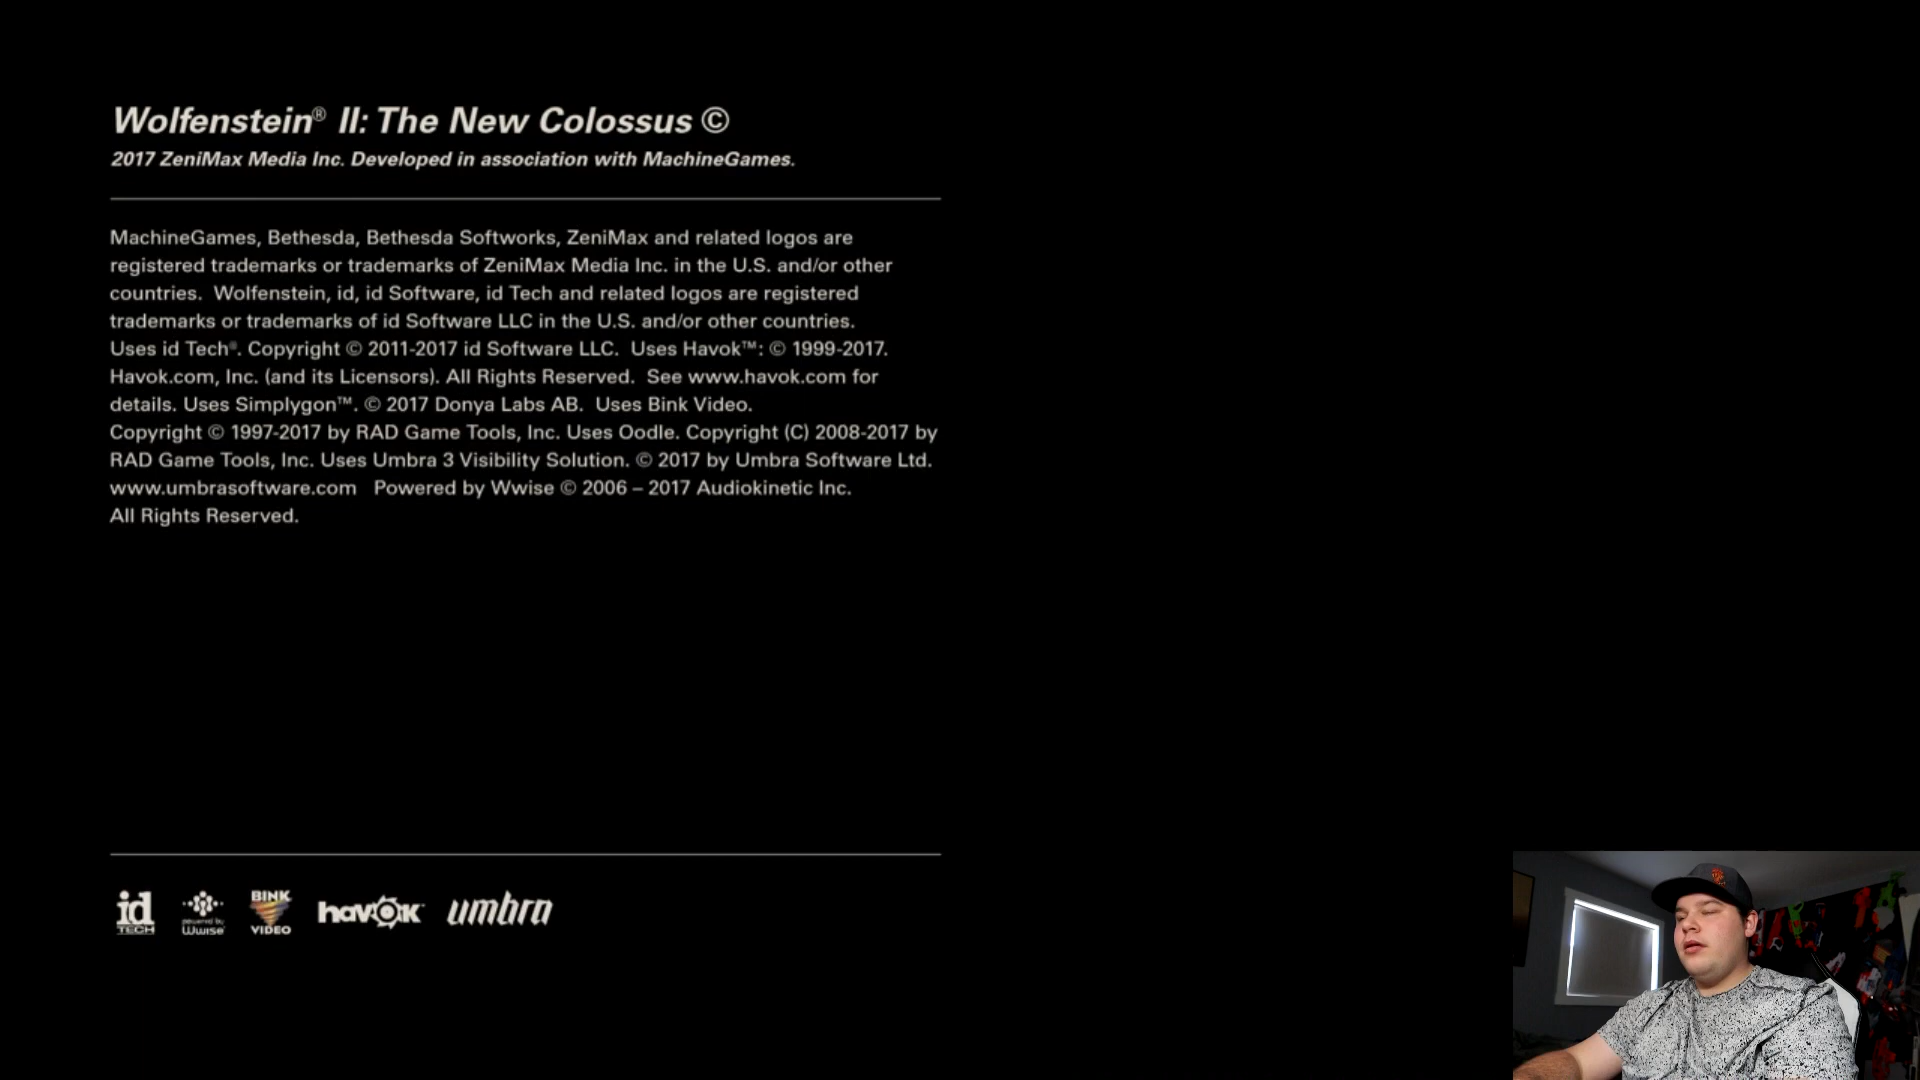 Wolfenstein® II: The New Colossus ©
2017 ZeniMax Media Inc. Developed in association with MachineGames.
MachineGames, Bethesda, Bethesda Softworks, ZeniMax and related logos are
registered trademarks or trademarks of ZeniMax Media Inc. in the U.S. and/or other
countries.  Wolfenstein, id, id Software, id Tech and related logos are registered
trademarks or trademarks of id Software LLC in the U.S. and/or other countries.
Uses id Tech®. Copyright © 2011-2017 id Software LLC.  Uses Havok™: © 1999-2017.
Havok.com, Inc. (and its Licensors). All Rights Reserved.  See www.havok.com for
details. Uses Simplygon™. © 2017 Donya Labs AB.  Uses Bink Video.
Copyright © 1997-2017 by RAD Game Tools, Inc. Uses Oodle. Copyright (C) 2008-2017 by
RAD Game Tools, Inc. Uses Umbra 3 Visibility Solution. © 2017 by Umbra Software Ltd.
www.umbrasoftware.com   Powered by Wwise © 2006 – 2017 Audiokinetic Inc.
All Rights Reserved.
id TECH
powered by Wwise
BINK VIDEO
havok
umbra